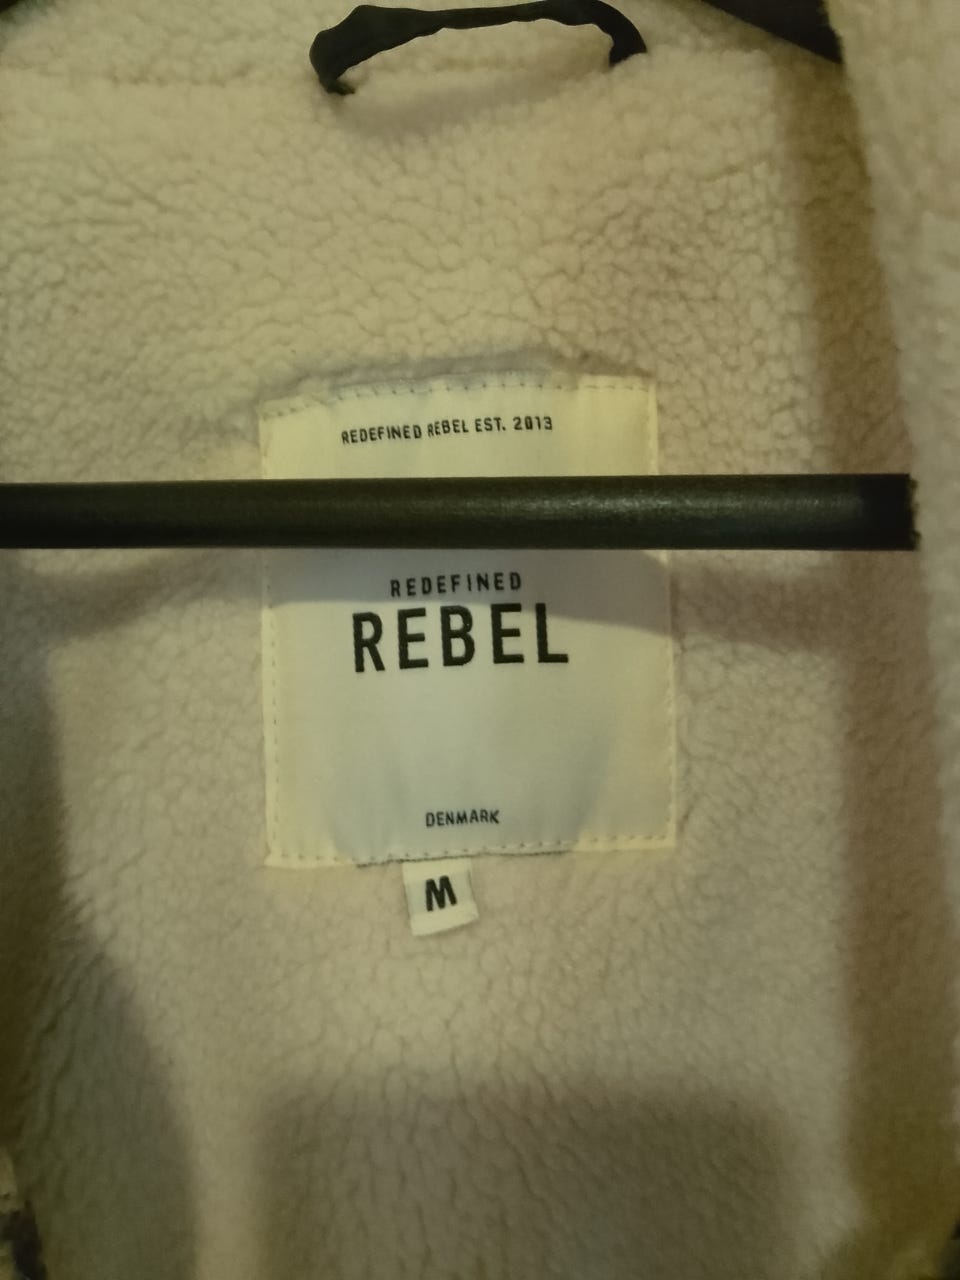 REDEFINED REBEL EST. 2013
REDEFINED
REBEL
DENMARK
M